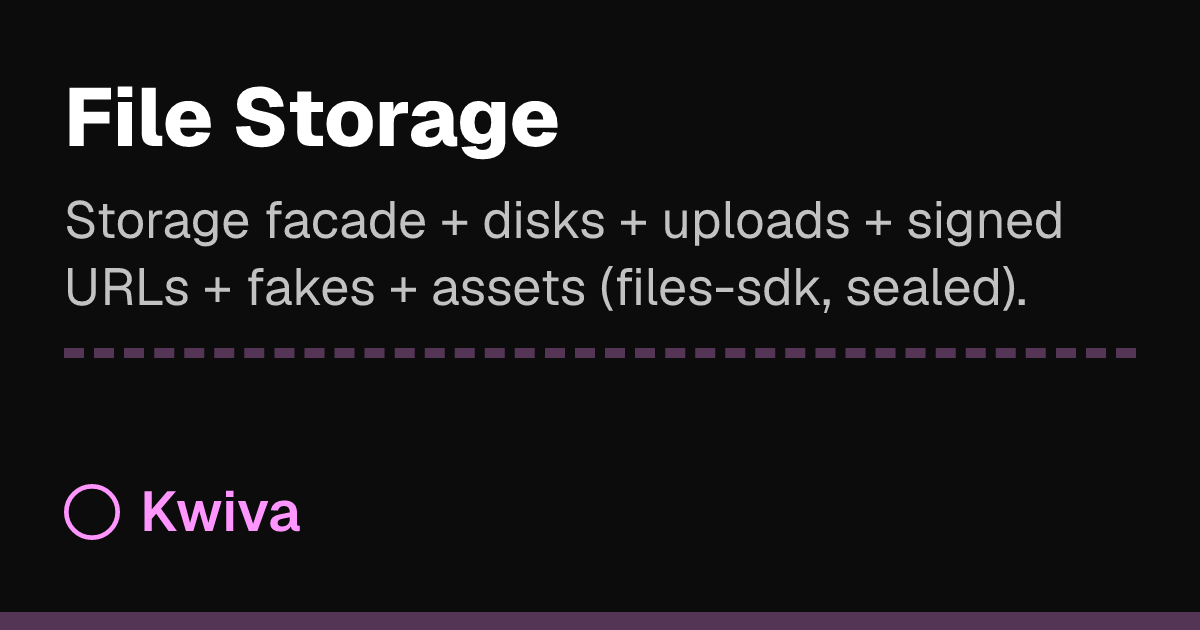 File Storage
Storage facade + disks + uploads + signed
URLs + fakes + assets (files-sdk, sealed).
Kwiva